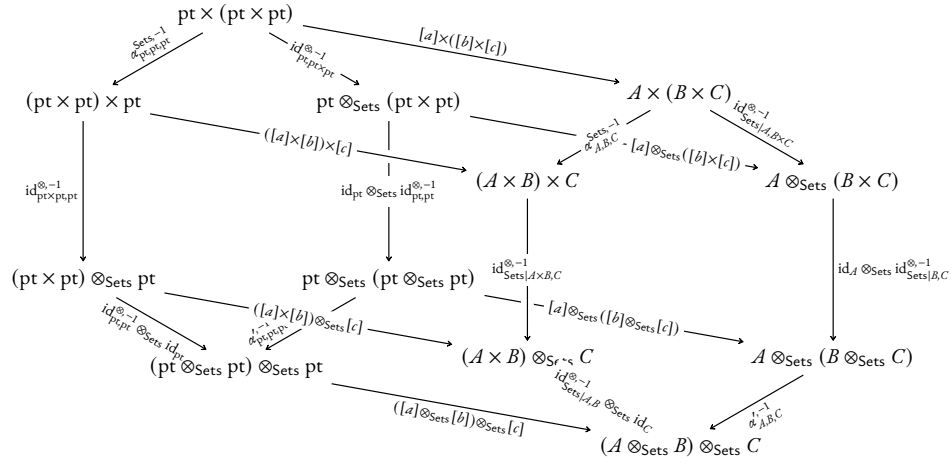 pt × (pt × pt)
α^{Sets,−1}_{pt,pt,pt}
id^{⊗,−1}_{pt,pt×pt}
[a]×([b]×[c])
(pt × pt) × pt
pt ⊗_{Sets} (pt × pt)
A × (B × C)
([a]×[b])×[c]
α^{Sets,−1}_{A,B,C}
id^{⊗,−1}_{Sets|A,B×C}
[a]⊗_{Sets}([b]×[c])
(A × B) × C
A ⊗_{Sets} (B × C)
id^{⊗,−1}_{pt×pt,pt}
id_{pt} ⊗_{Sets} id^{⊗,−1}_{pt,pt}
id^{⊗,−1}_{Sets|A×B,C}
id_A ⊗_{Sets} id^{⊗,−1}_{Sets|B,C}
(pt × pt) ⊗_{Sets} pt
pt ⊗_{Sets} (pt ⊗_{Sets} pt)
id^{⊗,−1}_{pt,pt} ⊗_{Sets} id_{pt}
([a]×[b])⊗_{Sets}[c]
α^{′,−1}_{pt,pt,pt}
[a]⊗_{Sets}([b]⊗_{Sets}[c])
(pt ⊗_{Sets} pt) ⊗_{Sets} pt
(A × B) ⊗_{Sets} C
A ⊗_{Sets} (B ⊗_{Sets} C)
id^{⊗,−1}_{Sets|A,B} ⊗_{Sets} id_C
α^{′,−1}_{A,B,C}
([a]⊗_{Sets}[b])⊗_{Sets}[c]
(A ⊗_{Sets} B) ⊗_{Sets} C